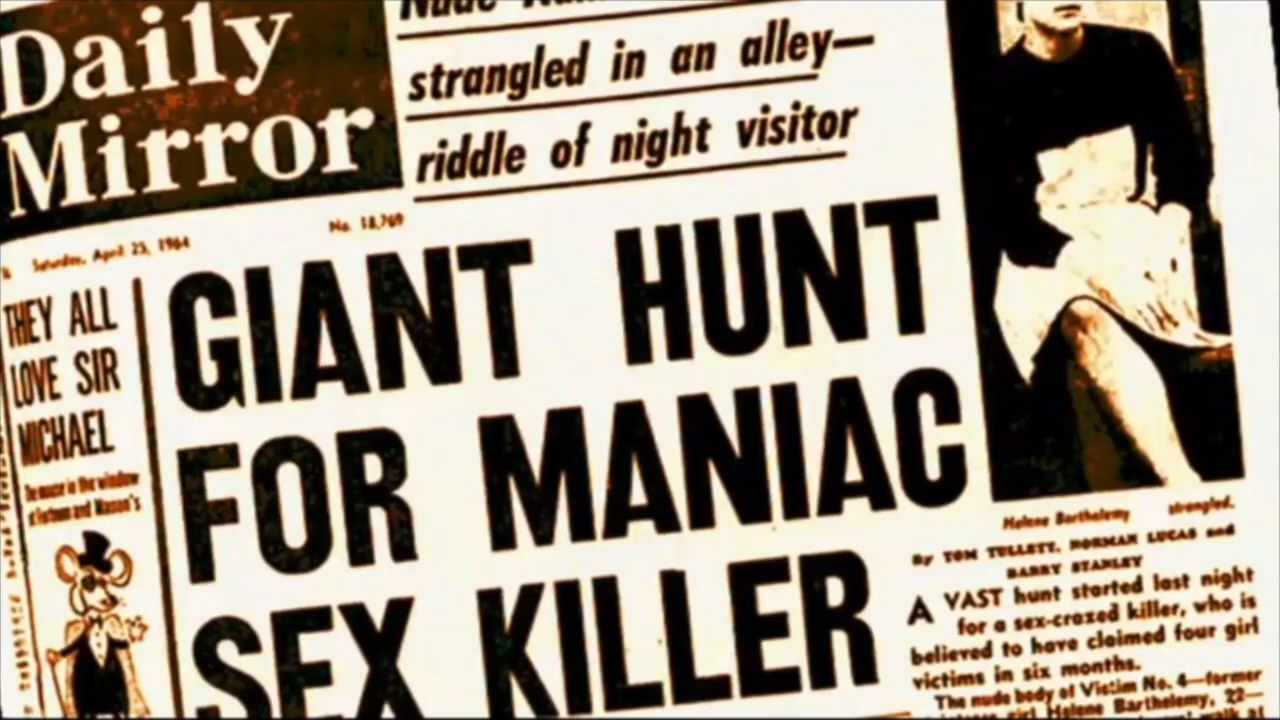 Daily
Mirror
strangled in an alley—
riddle of night visitor
Saturday, April 25, 1964
No. 18,769
THEY ALL
LOVE SIR
MICHAEL
The mouse in the window
of Fortnum and Mason's
GIANT HUNT
FOR MANIAC
SEX KILLER
Helene Barthelemy strangled.
By TOM TULLETT, NORMAN LUCAS and
BARRY STANLEY
A VAST hunt started last night
for a sex-crazed killer, who is
believed to have claimed four girl
victims in six months.
The nude body of Victim No. 4—former
girl Helene Barthelemy, 22—